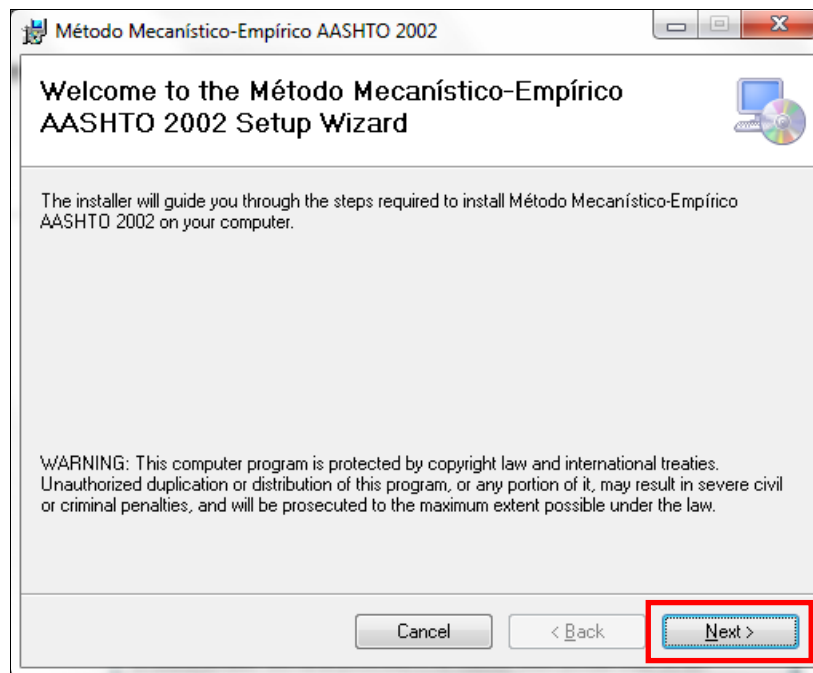 Método Mecanístico-Empírico AASHTO 2002
Welcome to the Método Mecanístico-Empírico
AASHTO 2002 Setup Wizard
The installer will guide you through the steps required to install Método Mecanístico-Empírico
AASHTO 2002 on your computer.
WARNING: This computer program is protected by copyright law and international treaties.
Unauthorized duplication or distribution of this program, or any portion of it, may result in severe civil
or criminal penalties, and will be prosecuted to the maximum extent possible under the law.
Cancel < Back Next >